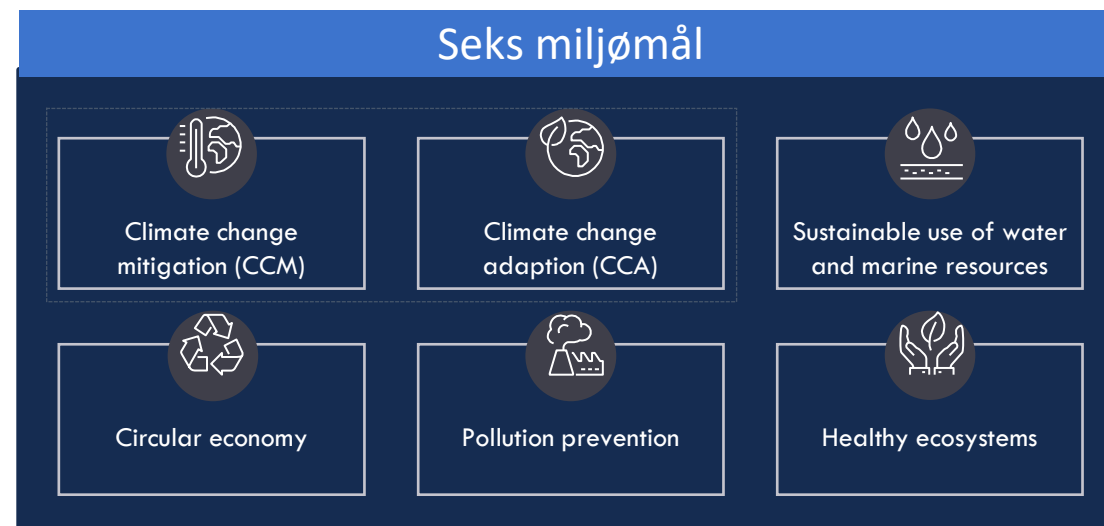 Seks miljømål
Climate change
mitigation (CCM)
Climate change
adaption (CCA)
Sustainable use of water
and marine resources
Circular economy
Pollution prevention
Healthy ecosystems